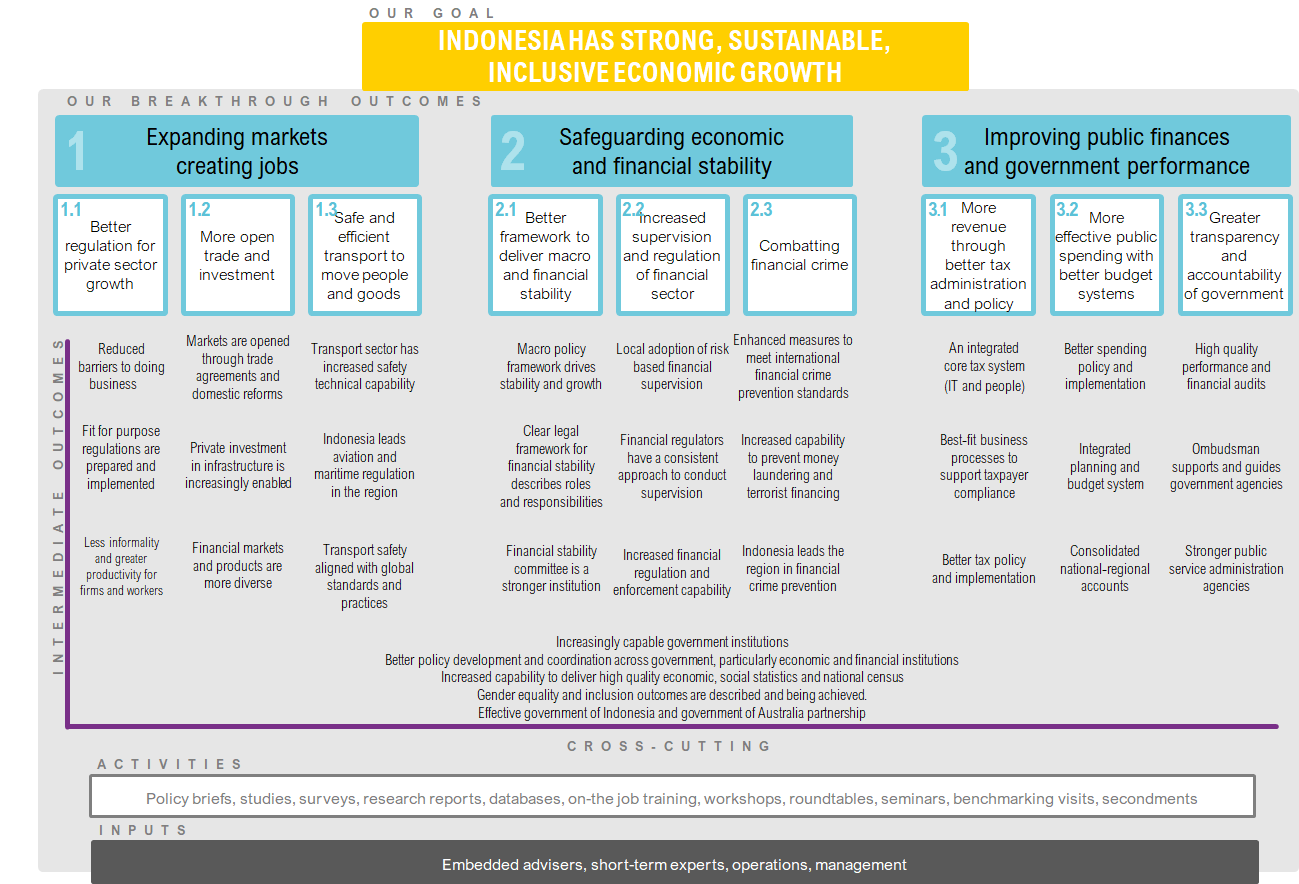 OUR GOAL
INDONESIA HAS STRONG, SUSTAINABLE,
INCLUSIVE ECONOMIC GROWTH
OUR BREAKTHROUGH OUTCOMES
1
Expanding markets
creating jobs
2
Safeguarding economic
and financial stability
3
Improving public finances
and government performance
1.1
Better
regulation for
private sector
growth
1.2
More open
trade and
investment
1.3
Safe and
efficient
transport to
move people
and goods
2.1
Better
framework to
deliver macro
and financial
stability
2.2
Increased
supervision
and regulation
of financial
sector
2.3
Combatting
financial crime
3.1
More
revenue
through
better tax
administration
and policy
3.2
More
effective public
spending with
better budget
systems
3.3
Greater
transparency
and
accountability
of government
INTERMEDIATE OUTCOMES
Reduced
barriers to doing
business
Markets are opened
through trade
agreements and
domestic reforms
Transport sector has
increased safety
technical capability
Macro policy
framework drives
stability and growth
Local adoption of risk
based financial
supervision
Enhanced measures to
meet international
financial crime
prevention standards
An integrated
core tax system
(IT and people)
Better spending
policy and
implementation
High quality
performance and
financial audits
Fit for purpose
regulations are
prepared and
implemented
Private investment
in infrastructure is
increasingly enabled
Indonesia leads
aviation and
maritime regulation
in the region
Clear legal
framework for
financial stability
describes roles
and responsibilities
Financial regulators
have a consistent
approach to conduct
supervision
Increased capability
to prevent money
laundering and
terrorist financing
Best-fit business
processes to
support taxpayer
compliance
Integrated
planning and
budget system
Ombudsman
supports and guides
government agencies
Less informality
and greater
productivity for
firms and workers
Financial markets
and products are
more diverse
Transport safety
aligned with global
standards and
practices
Financial stability
committee is a
stronger institution
Increased financial
regulation and
enforcement capability
Indonesia leads the
region in financial
crime prevention
Better tax policy
and implementation
Consolidated
national-regional
accounts
Stronger public
service administration
agencies
Increasingly capable government institutions
Better policy development and coordination across government, particularly economic and financial institutions
Increased capability to deliver high quality economic, social statistics and national census
Gender equality and inclusion outcomes are described and being achieved.
Effective government of Indonesia and government of Australia partnership
CROSS-CUTTING
ACTIVITIES
Policy briefs, studies, surveys, research reports, databases, on-the job training, workshops, roundtables, seminars, benchmarking visits, secondments
INPUTS
Embedded advisers, short-term experts, operations, management